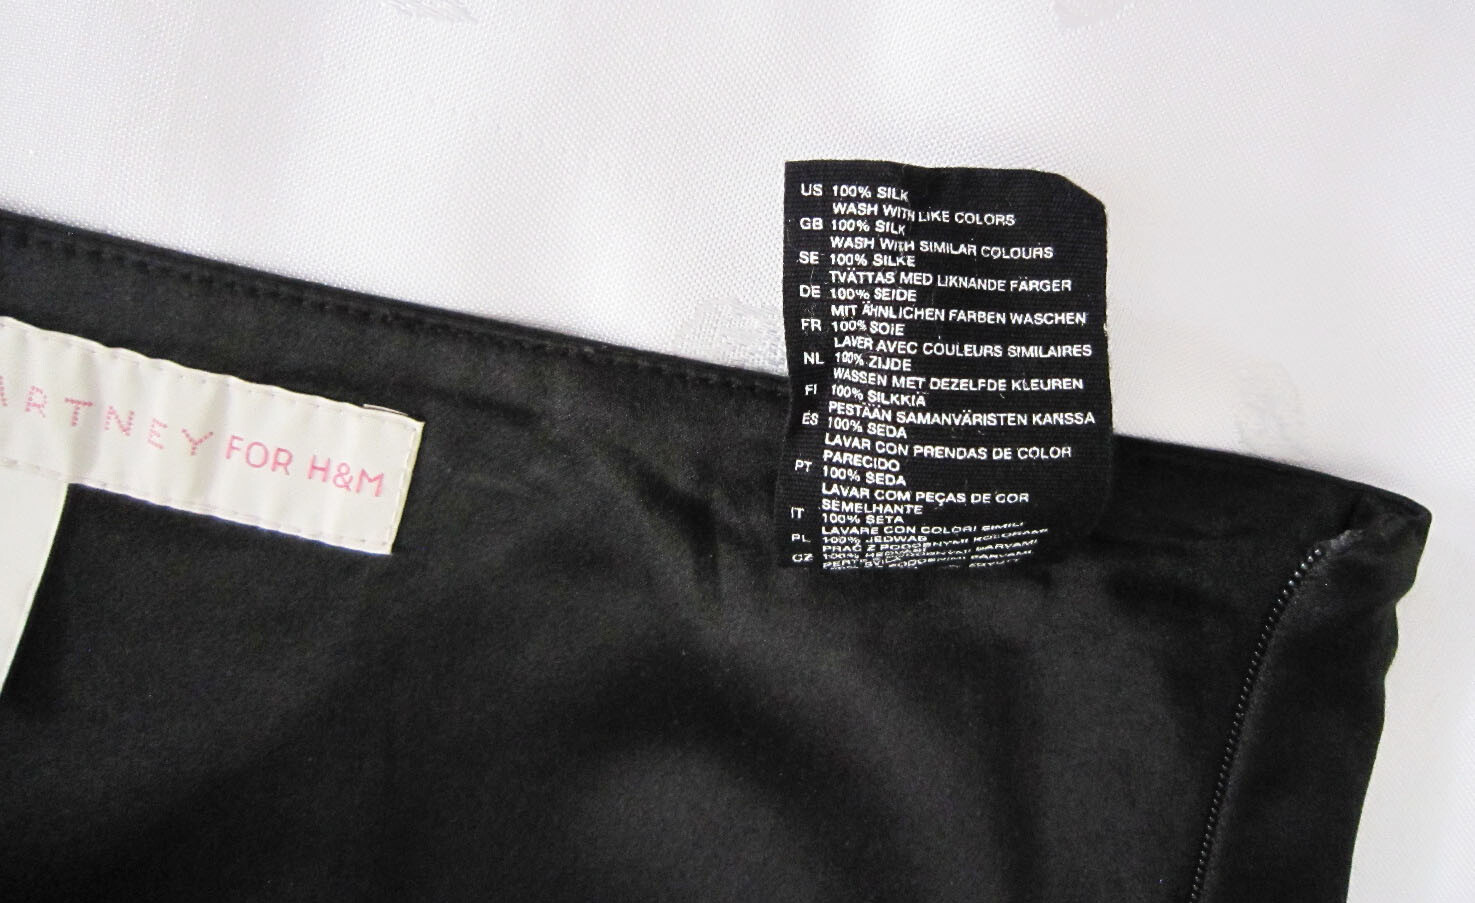 ARTNEY FOR H&M
US 100% SILK
WASH WITH LIKE COLORS
GB 100% SILK
WASH WITH SIMILAR COLOURS
SE 100% SILKE
TVÄTTAS MED LIKNANDE FÄRGER
DE 100% SEIDE
MIT ÄHNLICHEN FARBEN WASCHEN
FR 100% SOIE
LAVER AVEC COULEURS SIMILAIRES
NL 100% ZIJDE
WASSEN MET DEZELFDE KLEUREN
FI 100% SILKKIÄ
PESTÄÄN SAMANVÄRISTEN KANSSA
ES 100% SEDA
LAVAR CON PRENDAS DE COLOR
PARECIDO
PT 100% SEDA
LAVAR COM PEÇAS DE COR
SEMELHANTE
IT 100% SETA
LAVARE CON COLORI SIMILI
PL 100% JEDWAB
PRAĆ Z PODOBNYMI KOLORAMI
CZ 100%